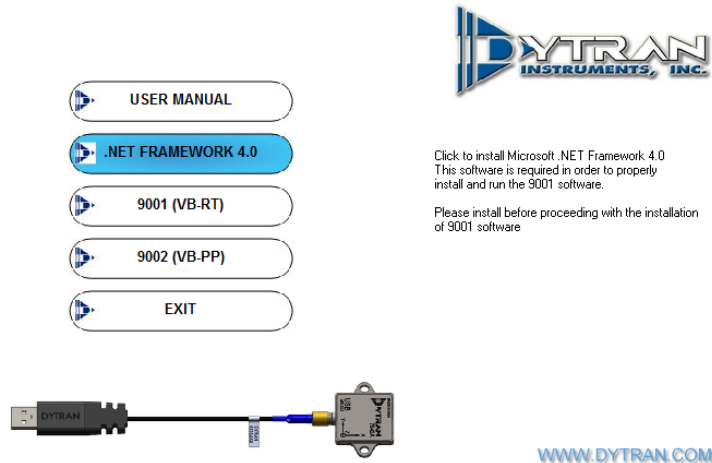 DYTRAN
INSTRUMENTS, INC.
USER MANUAL
.NET FRAMEWORK 4.0
9001 (VB-RT)
9002 (VB-PP)
EXIT
Click to install Microsoft .NET Framework 4.0
This software is required in order to properly
install and run the 9001 software.
Please install before proceeding with the installation
of 9001 software
DYTRAN
USB
DYTRAN
WWW.DYTRAN.COM